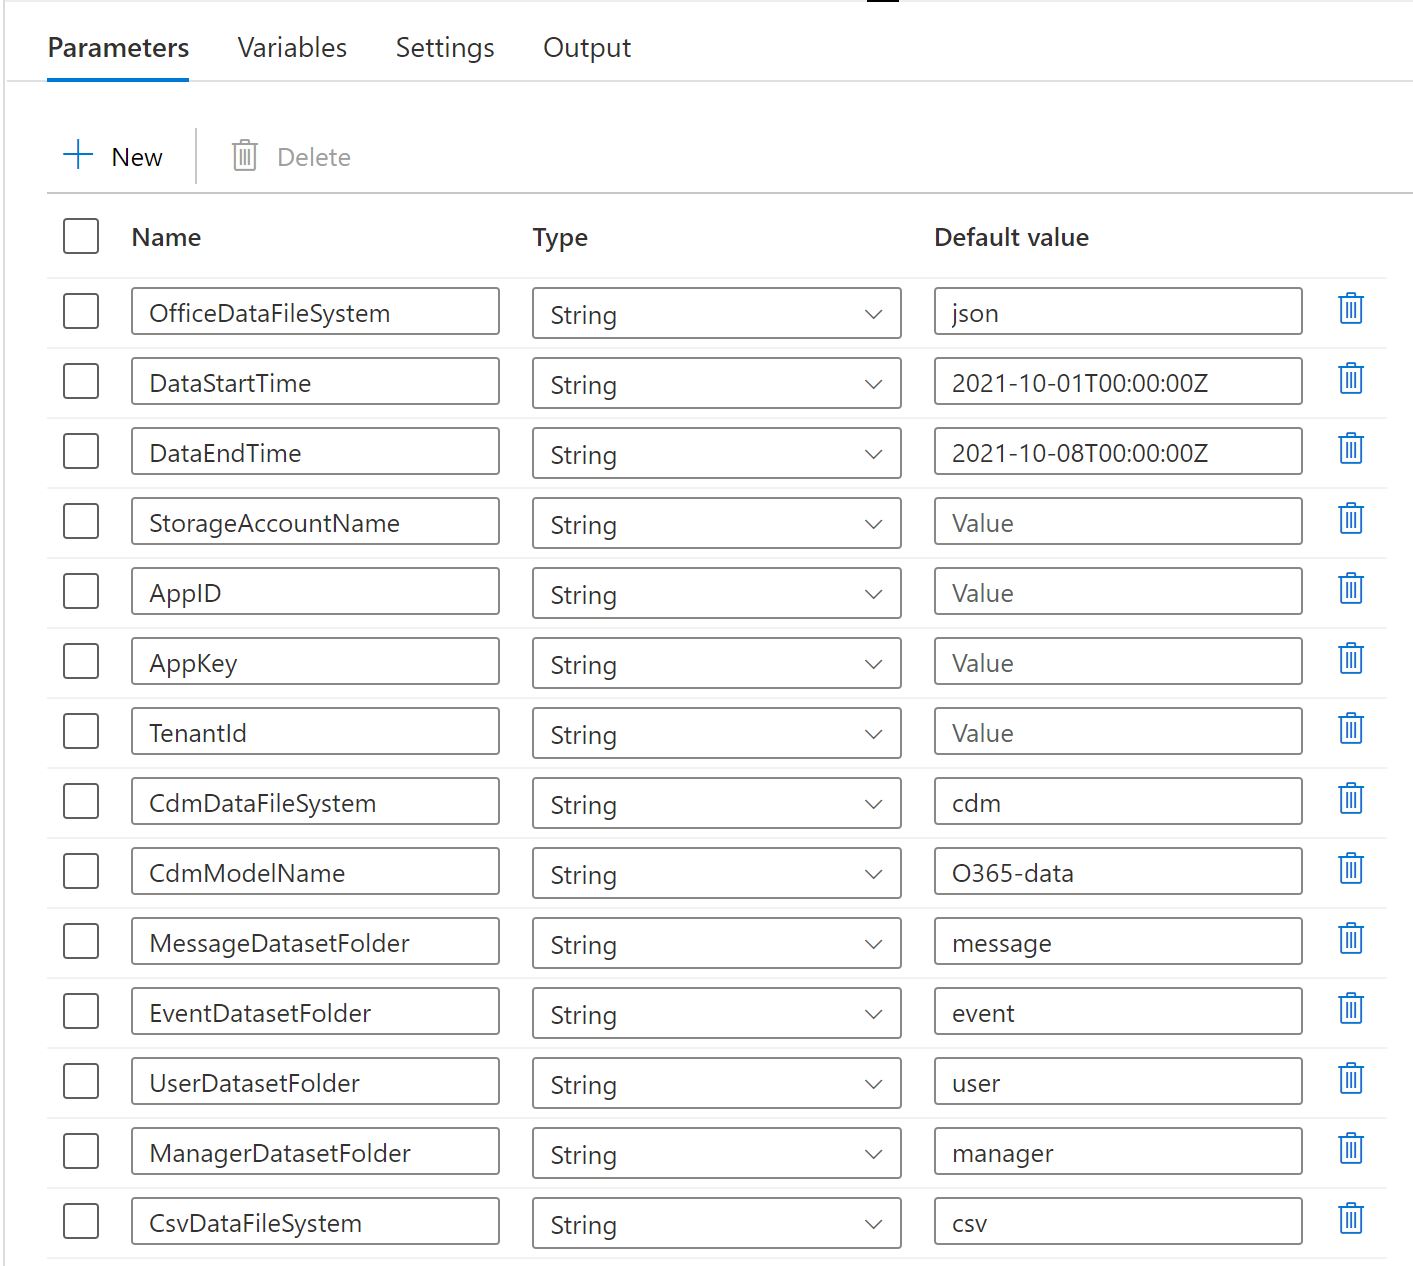 Parameters Variables Settings Output
New Delete
Name Type Default value
OfficeDataFileSystem String json
DataStartTime String 2021-10-01T00:00:00Z
DataEndTime String 2021-10-08T00:00:00Z
StorageAccountName String Value
AppID String Value
AppKey String Value
TenantId String Value
CdmDataFileSystem String cdm
CdmModelName String O365-data
MessageDatasetFolder String message
EventDatasetFolder String event
UserDatasetFolder String user
ManagerDatasetFolder String manager
CsvDataFileSystem String csv